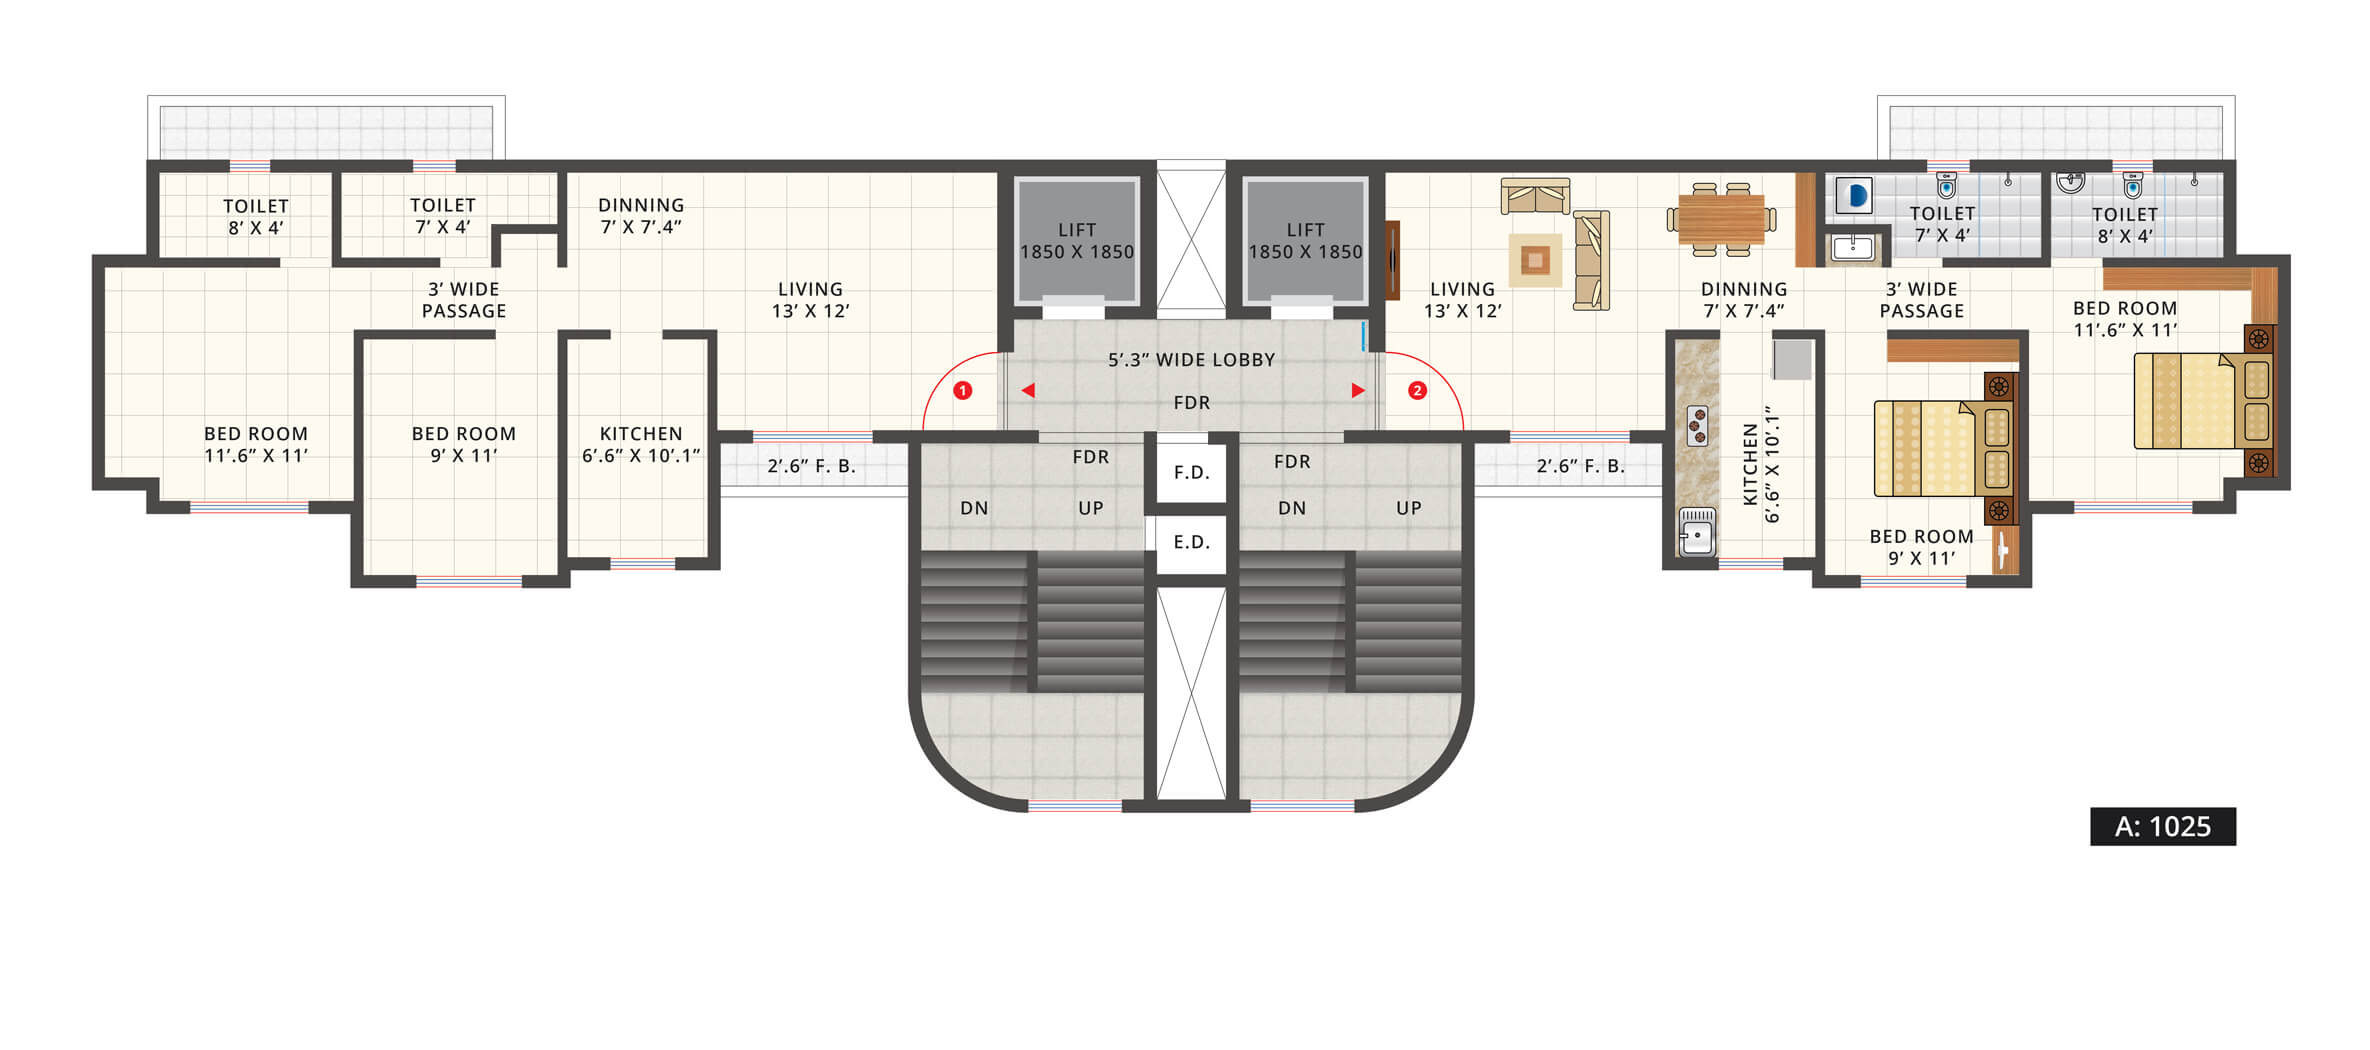 TOILET
8’ X 4’
TOILET
7’ X 4’
DINNING
7’ X 7’.4”
3’ WIDE
PASSAGE
LIVING
13’ X 12’
BED ROOM
11’.6” X 11’
BED ROOM
9’ X 11’
KITCHEN
6’.6” X 10’.1”
2’.6” F. B.
1
LIFT
1850 X 1850
LIFT
1850 X 1850
5’.3” WIDE LOBBY
FDR
FDR
DN
UP
F.D.
E.D.
FDR
DN
UP
2
LIVING
13’ X 12’
DINNING
7’ X 7’.4”
2’.6” F. B.
KITCHEN
6’.6” X 10’.1”
TOILET
7’ X 4’
TOILET
8’ X 4’
3’ WIDE
PASSAGE
BED ROOM
11’.6” X 11’
BED ROOM
9’ X 11’
A: 1025